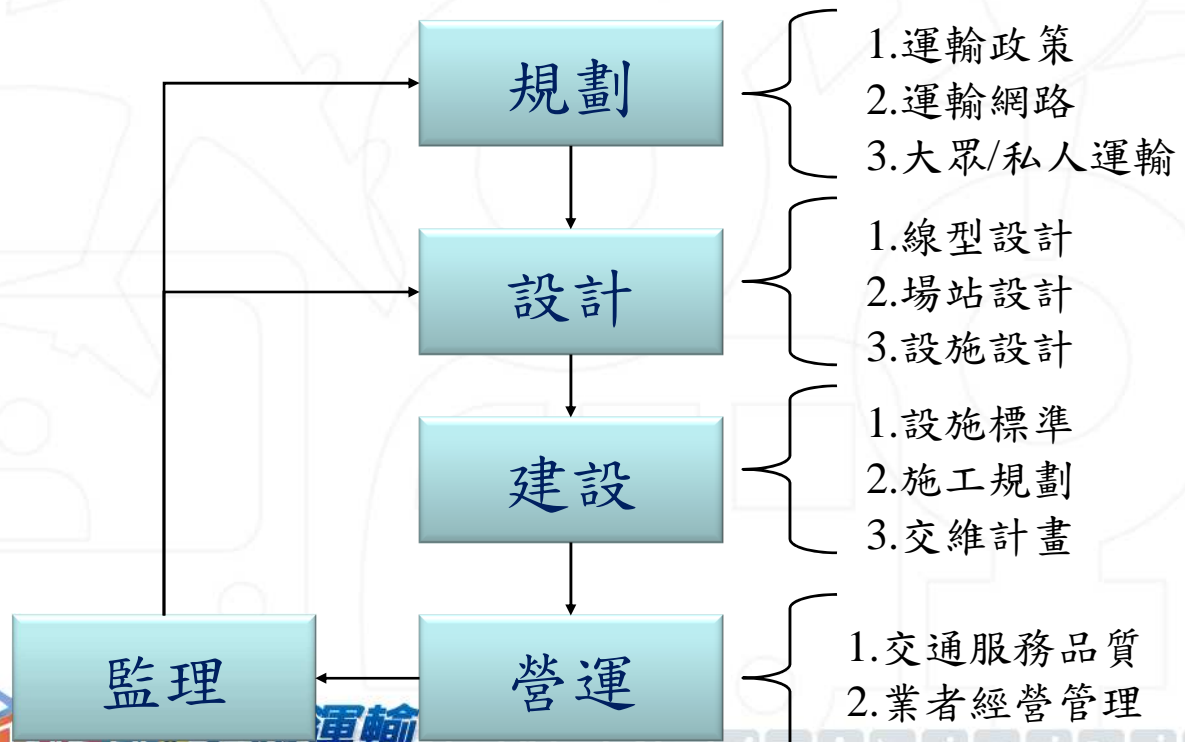 規劃
1.運輸政策
2.運輸網路
3.大眾/私人運輸
設計
1.線型設計
2.場站設計
3.設施設計
建設
1.設施標準
2.施工規劃
3.交維計畫
監理
營運
1.交通服務品質
2.業者經營管理
運輸